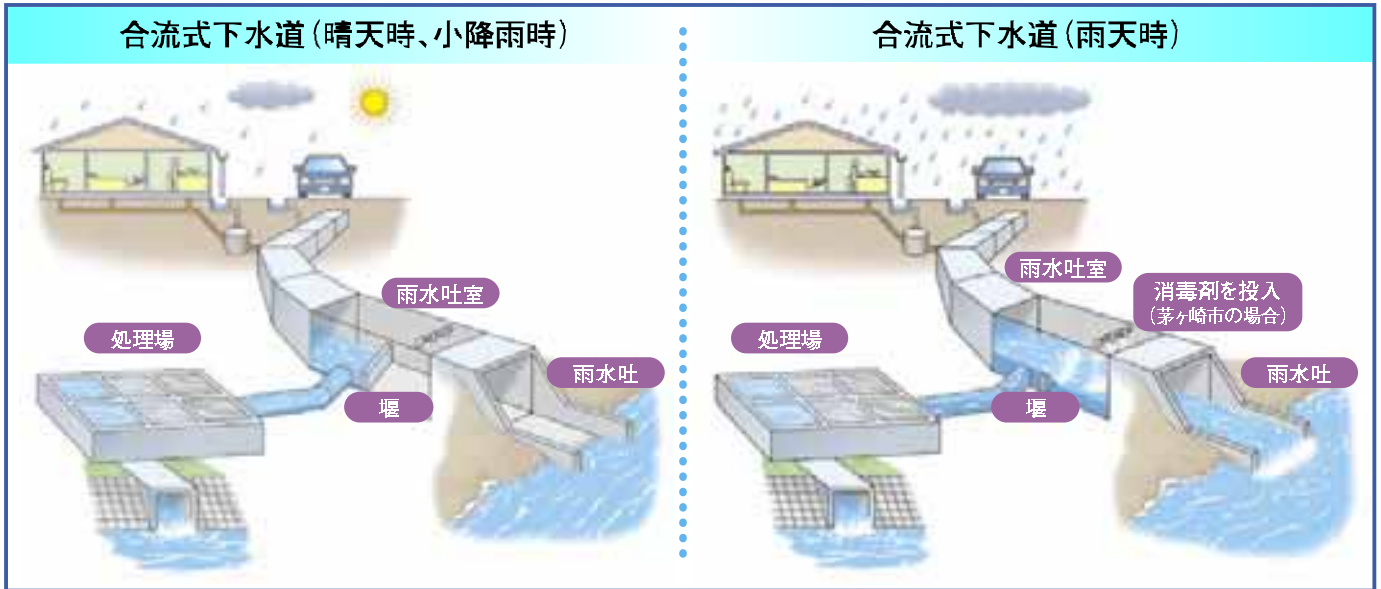 合流式下水道(晴天時、小降雨時)
雨水吐室
処理場
雨水吐
堰
合流式下水道(雨天時)
雨水吐室
消毒剤を投入
(茅ヶ崎市の場合)
処理場
雨水吐
堰